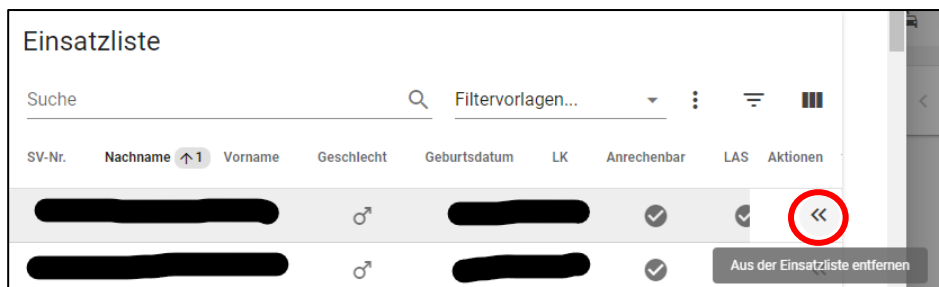 Einsatzliste
Suche Filtervorlagen...
SV-Nr. Nachname ↑1 Vorname Geschlecht Geburtsdatum LK Anrechenbar LAS Aktionen
Aus der Einsatzliste entfernen